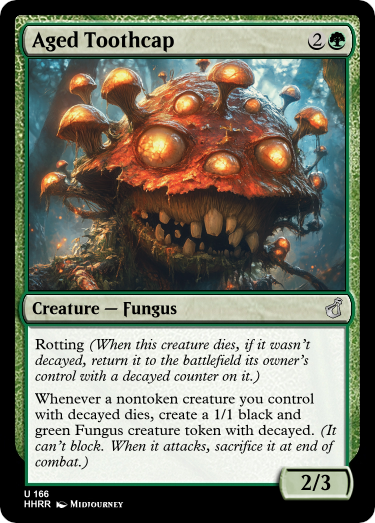 Aged Toothcap 2
Creature — Fungus
Rotting (When this creature dies, if it wasn't
decayed, return it to the battlefield its owner's
control with a decayed counter on it.)
Whenever a nontoken creature you control
with decayed dies, create a 1/1 black and
green Fungus creature token with decayed. (It
can't block. When it attacks, sacrifice it at end of
combat.)
2/3
U 166
HHRR Midjourney